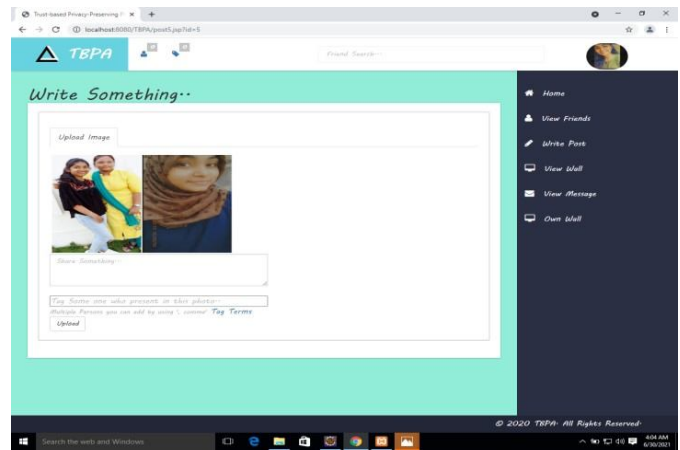 Trust-based Privacy-Preserving
localhost:8080/TBPA/post5.jsp?id=5
TBPA
0
0
Friend Search..
Write Something..
Upload Image
Share Something..
Tag Some one who present in this photo..
Multiple Persons you can add by using ', comma' Tag Terms
Upload
Home
View Friends
Write Post
View Wall
View Message
Own Wall
© 2020 TBPA. All Rights Reserved.
Search the web and Windows
4:04 AM
6/30/2021